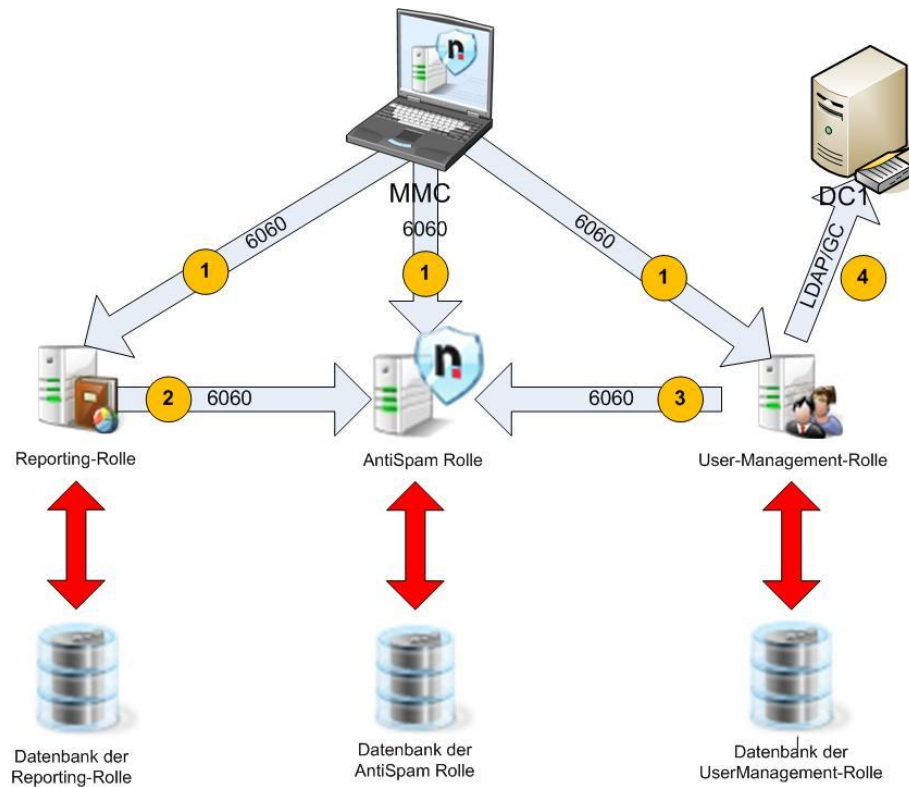 MMC
6060
6060
6060
DC1
LDAP/GC
1
1
1
4
n
n
2
6060
6060
3
Reporting-Rolle
AntiSpam Rolle
User-Management-Rolle
Datenbank der
Reporting-Rolle
Datenbank der
AntiSpam Rolle
Datenbank der
UserManagement-Rolle